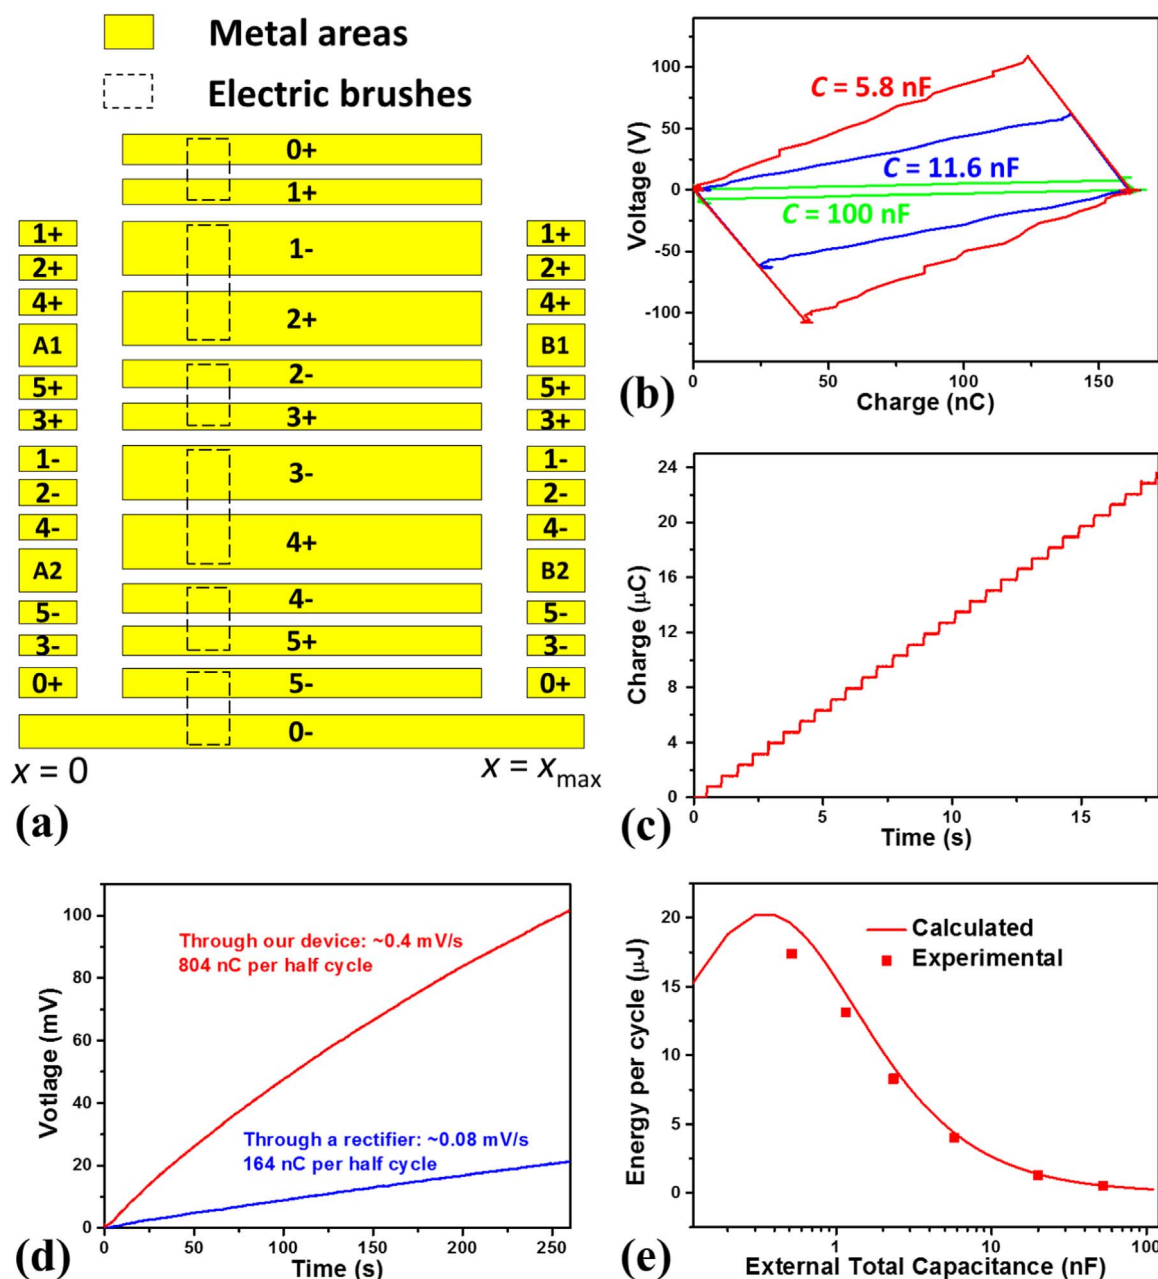 Metal areas
Electric brushes
0+
1+
1-
2+
2-
3+
3-
4+
4-
5+
5-
0-
1+
2+
4+
A1
5+
3+
1-
2-
4-
A2
5-
3-
0+
1+
2+
4+
B1
5+
3+
1-
2-
4-
B2
5-
3-
0+
x = 0
x = xmax
(a)
100
50
0
-50
-100
Voltage (V)
C = 5.8 nF
C = 11.6 nF
C = 100 nF
0
50
100
150
Charge (nC)
(b)
24
20
16
12
8
4
0
Charge (μC)
0
5
10
15
Time (s)
(c)
100
80
60
40
20
0
Votlage (mV)
Through our device: ~0.4 mV/s
804 nC per half cycle
Through a rectifier: ~0.08 mV/s
164 nC per half cycle
0
50
100
150
200
250
Time (s)
(d)
20
15
10
5
0
Energy per cycle (μJ)
Calculated
Experimental
1
10
100
External Total Capacitance (nF)
(e)